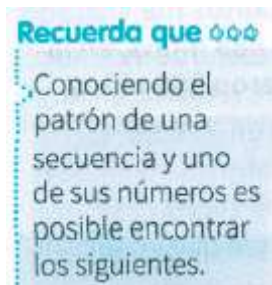 Recuerda que
Conociendo el
patrón de una
secuencia y uno
de sus números es
posible encontrar
los siguientes.